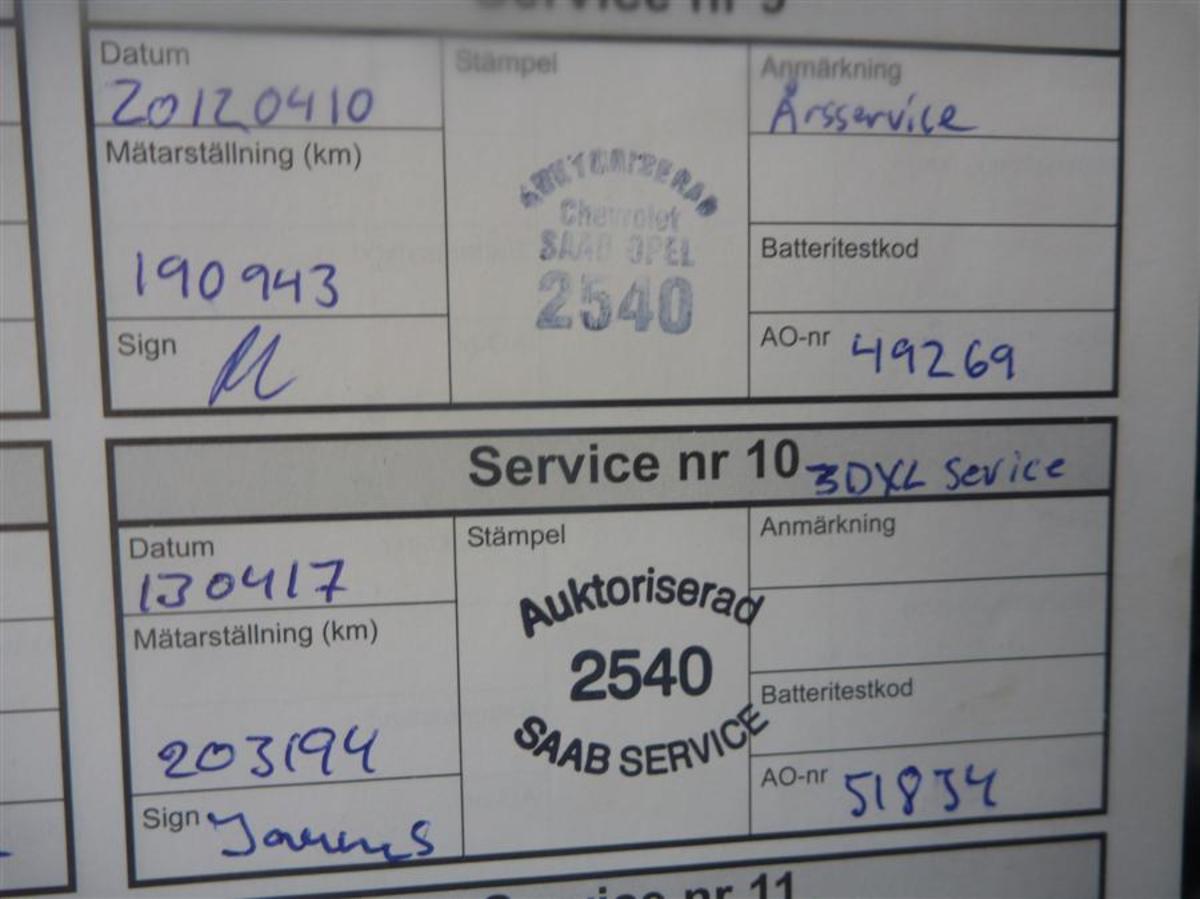 Service nr 9
Datum
20120410
Mätarställning (km)
190943
Sign
Stämpel
AUKTORISERAD
Chevrolet
SAAB OPEL
2540
Anmärkning
Årsservice
Batteritestkod
AO-nr 49269
Service nr 10 3DXL Sevice
Datum
130417
Mätarställning (km)
203194
Sign
Stämpel
Auktoriserad
2540
SAAB SERVICE
Anmärkning
Batteritestkod
AO-nr 51834
Service nr 11